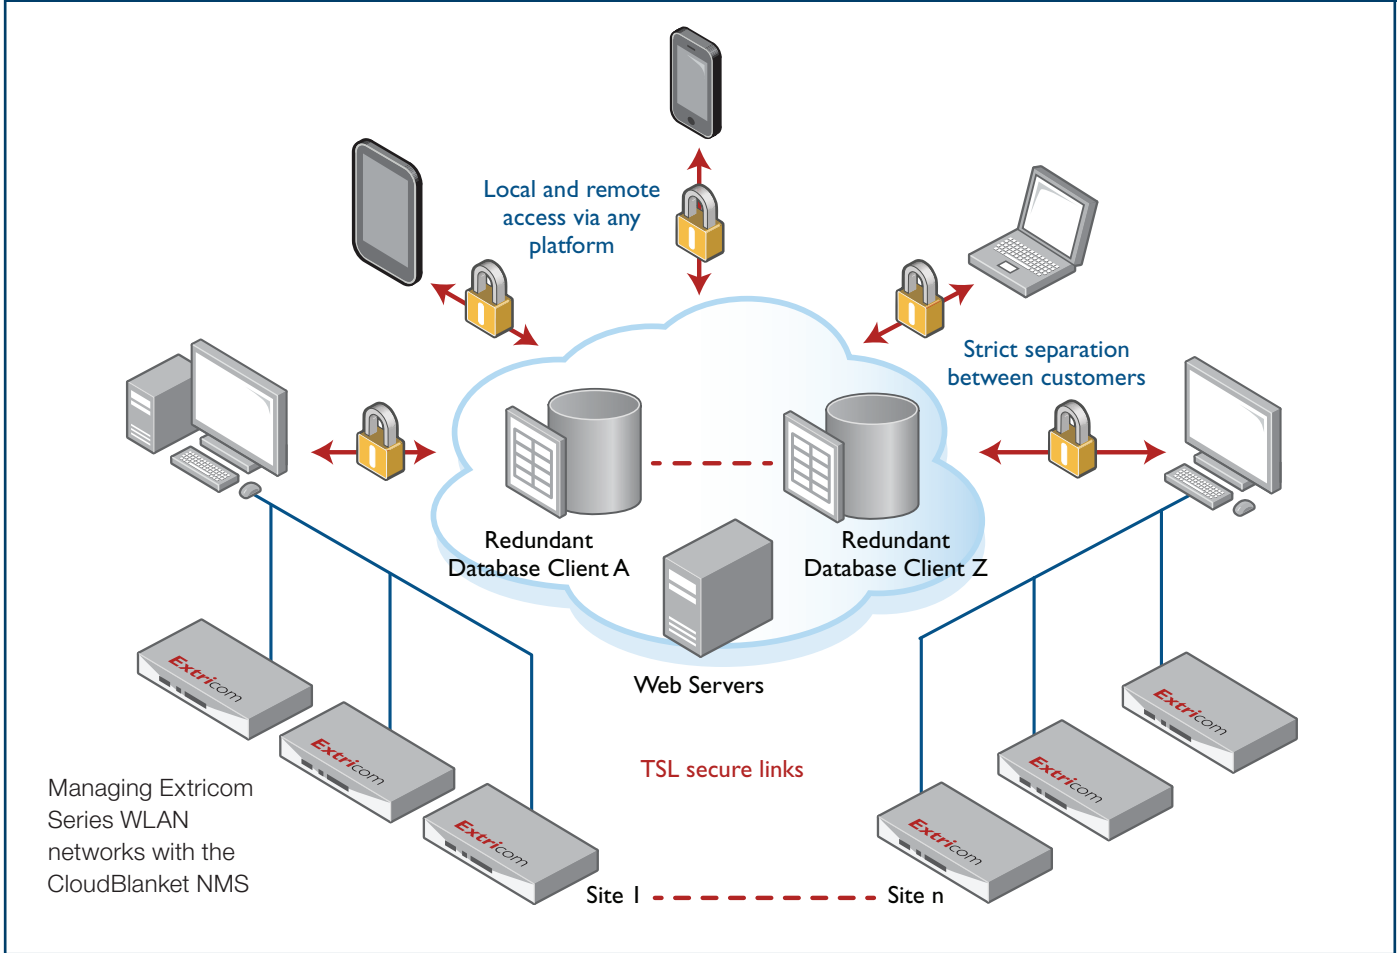 Local and remote
access via any
platform
Strict separation
between customers
Redundant
Database Client A
Redundant
Database Client Z
Web Servers
Extricom
Extricom
Extricom
Extricom
Extricom
Extricom
TSL secure links
Managing Extricom
Series WLAN
networks with the
CloudBlanket NMS
Site 1
Site n